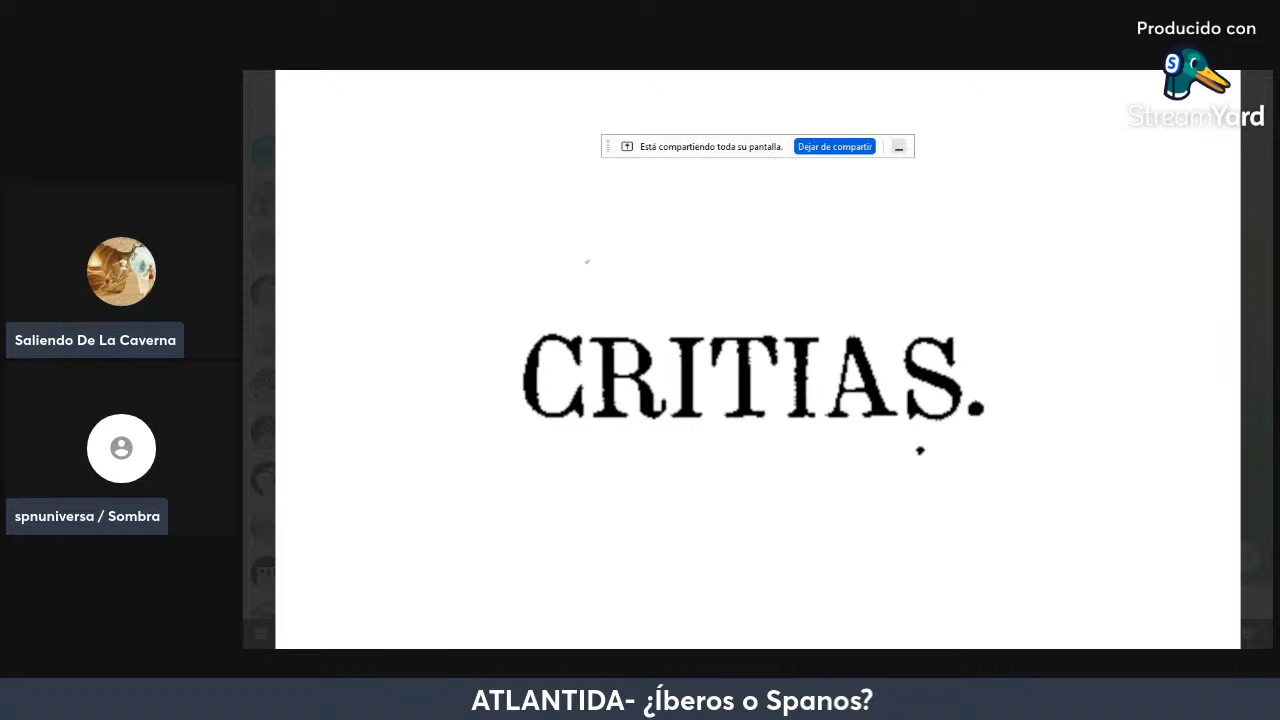 Producido con
StreamYard
Está compartiendo toda su pantalla. Dejar de compartir
Saliendo De La Caverna
CRITIAS.
spnuniversa / Sombra
ATLANTIDA- ¿Íberos o Spanos?